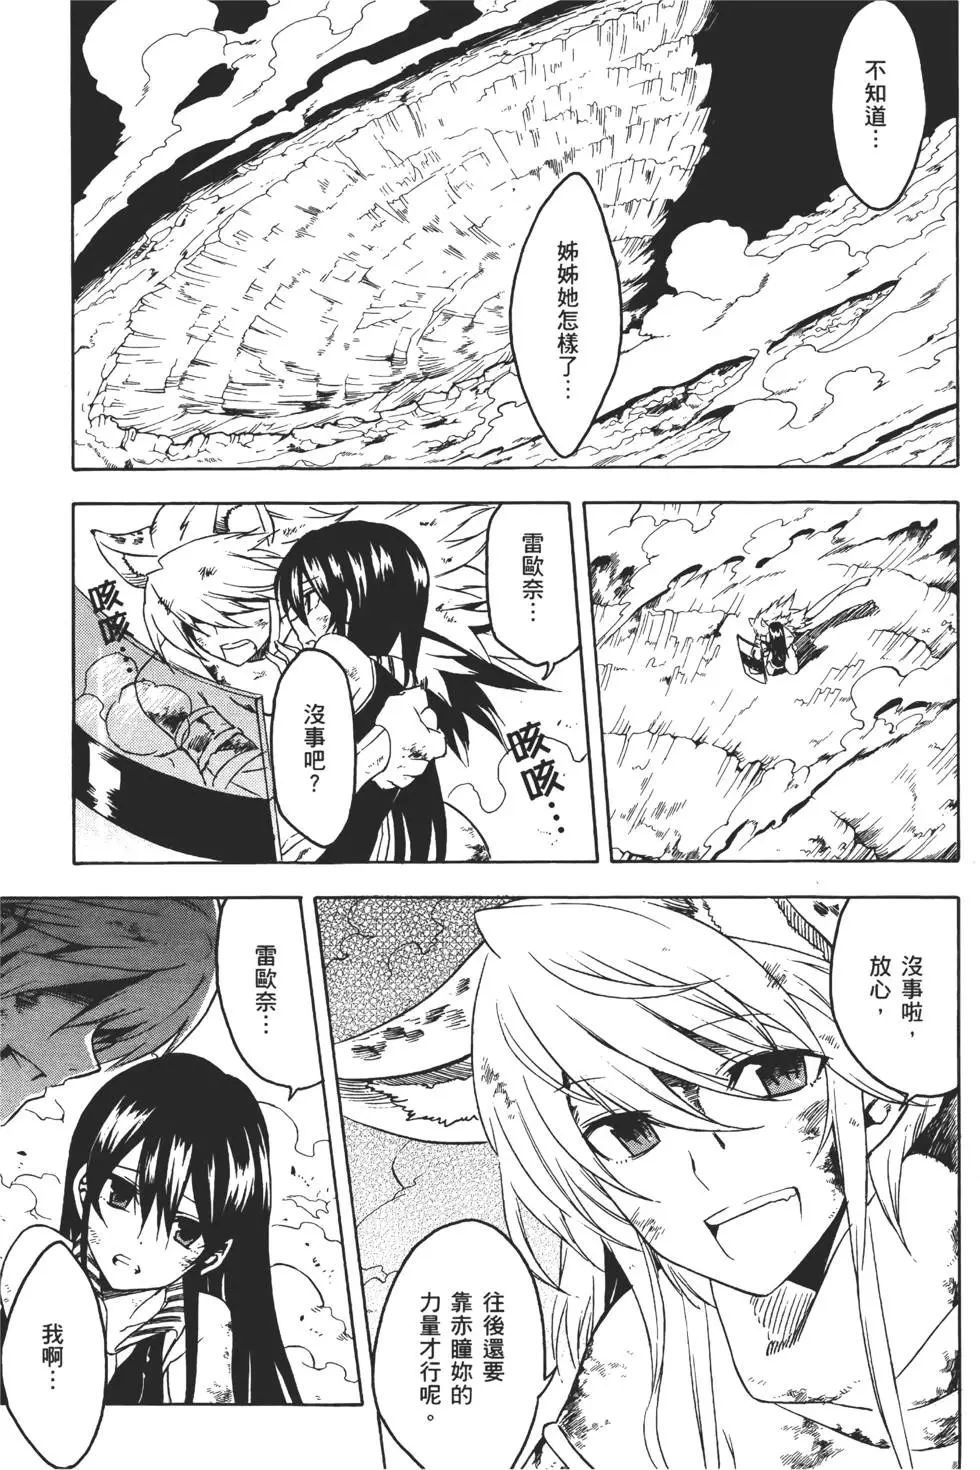 不知道…
姊姊她怎樣了…
雷歐奈…
咳咳…
沒事吧？
咳咳…
沒事啦，
放心，
往後還要
靠赤瞳妳的
力量才行呢。
雷歐奈…
我啊…